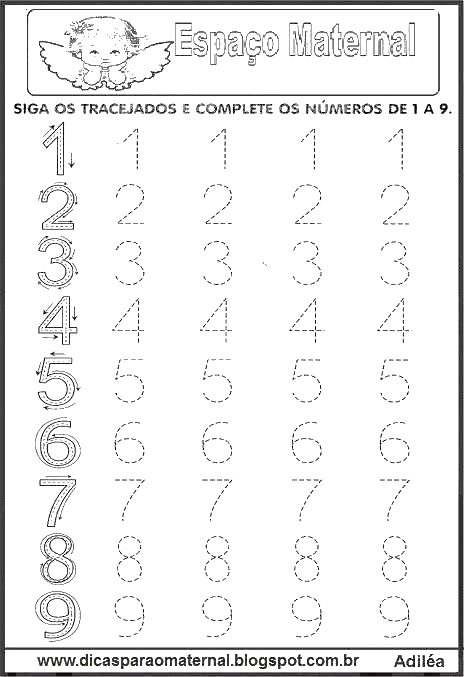 Espaço Maternal
SIGA OS TRACEJADOS E COMPLETE OS NÚMEROS DE 1 A 9.
1 1 1 1 1
2 2 2 2 2
3 3 3 3 3
4 4 4 4 4
5 5 5 5 5
6 6 6 6 6
7 7 7 7 7
8 8 8 8 8
9 9 9 9 9
www.dicasparaomaternal.blogspot.com.br Adiléa